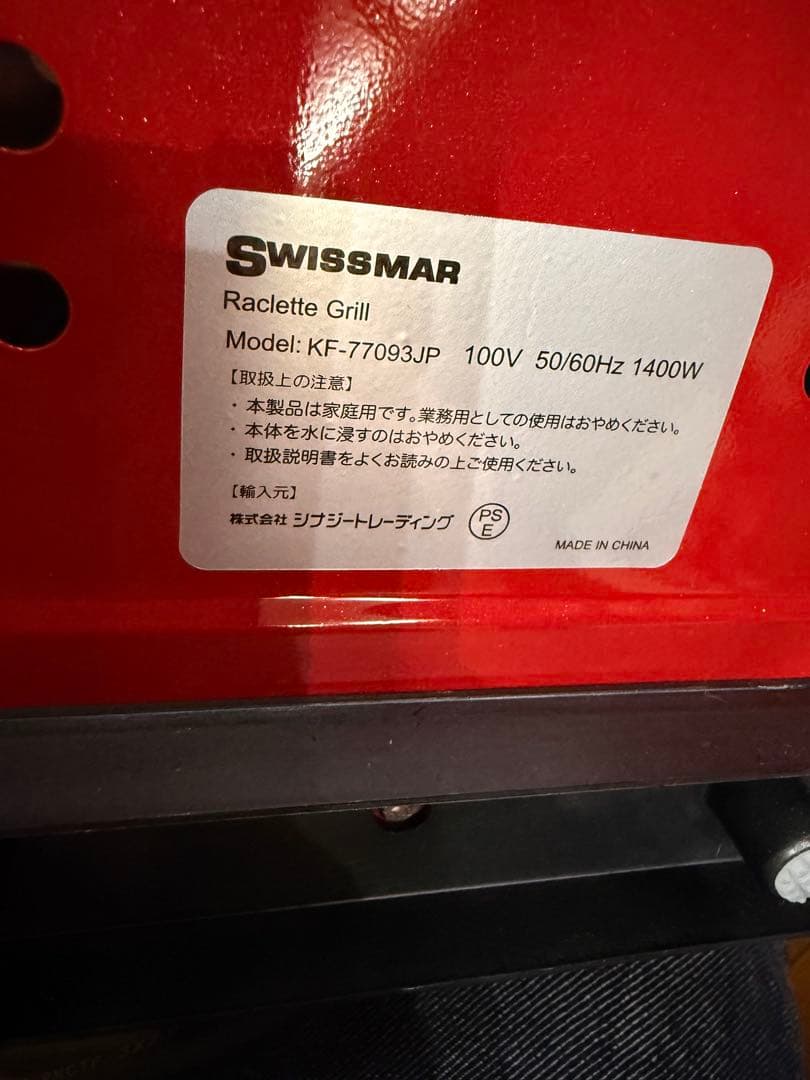 SWISSMAR
Raclette Grill
Model: KF-77093JP 100V 50/60Hz 1400W
【取扱上の注意】
・本製品は家庭用です。業務用としての使用はおやめください。
・本体を水に浸すのはおやめください。
・取扱説明書をよくお読みの上ご使用ください。
【輸入元】
株式会社 シナジートレーディング PSE
MADE IN CHINA